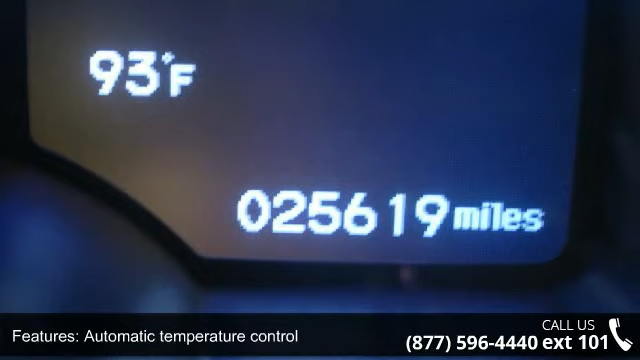 93°F
025619 miles
CALL US
Features: Automatic temperature control
(877) 596-4440 ext 101